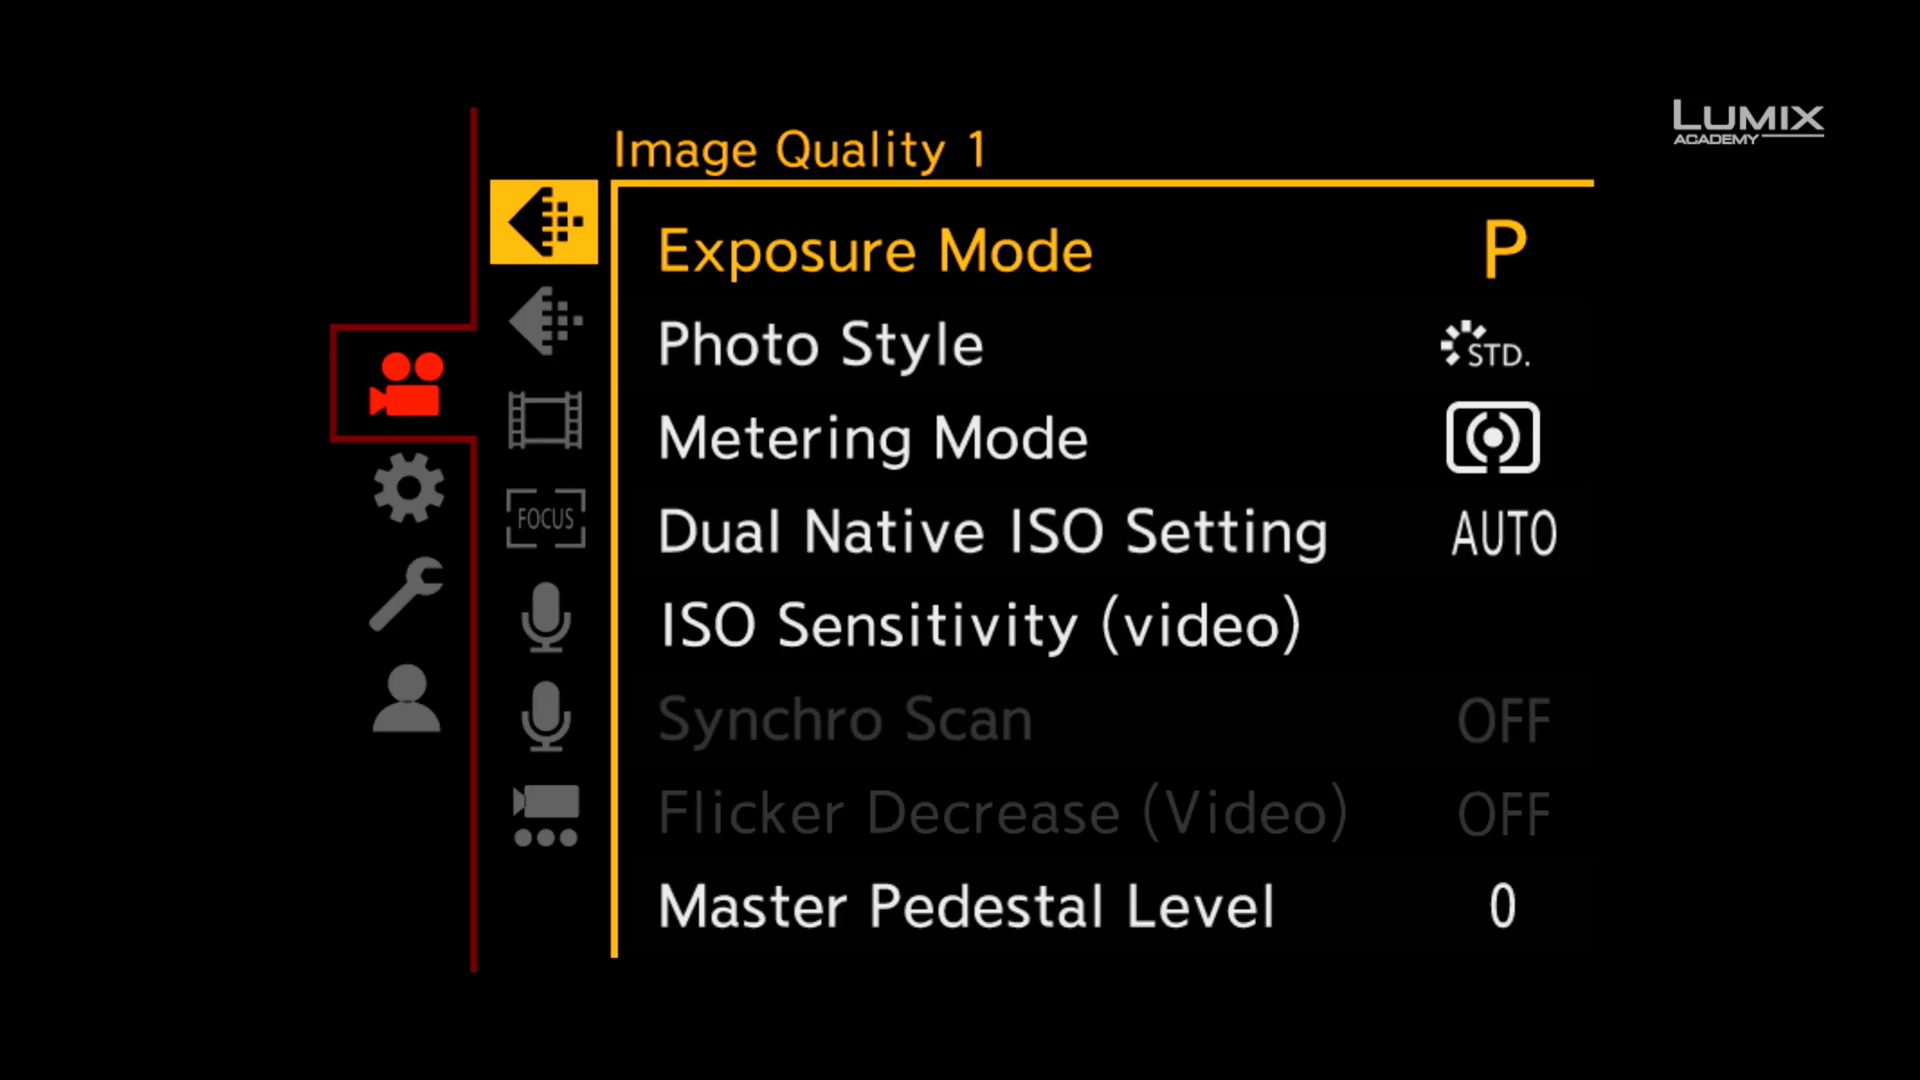 LUMIX
ACADEMY
Image Quality 1
Exposure Mode P
Photo Style STD.
Metering Mode
Dual Native ISO Setting AUTO
FOCUS
ISO Sensitivity (video)
Synchro Scan OFF
Flicker Decrease (Video) OFF
Master Pedestal Level 0